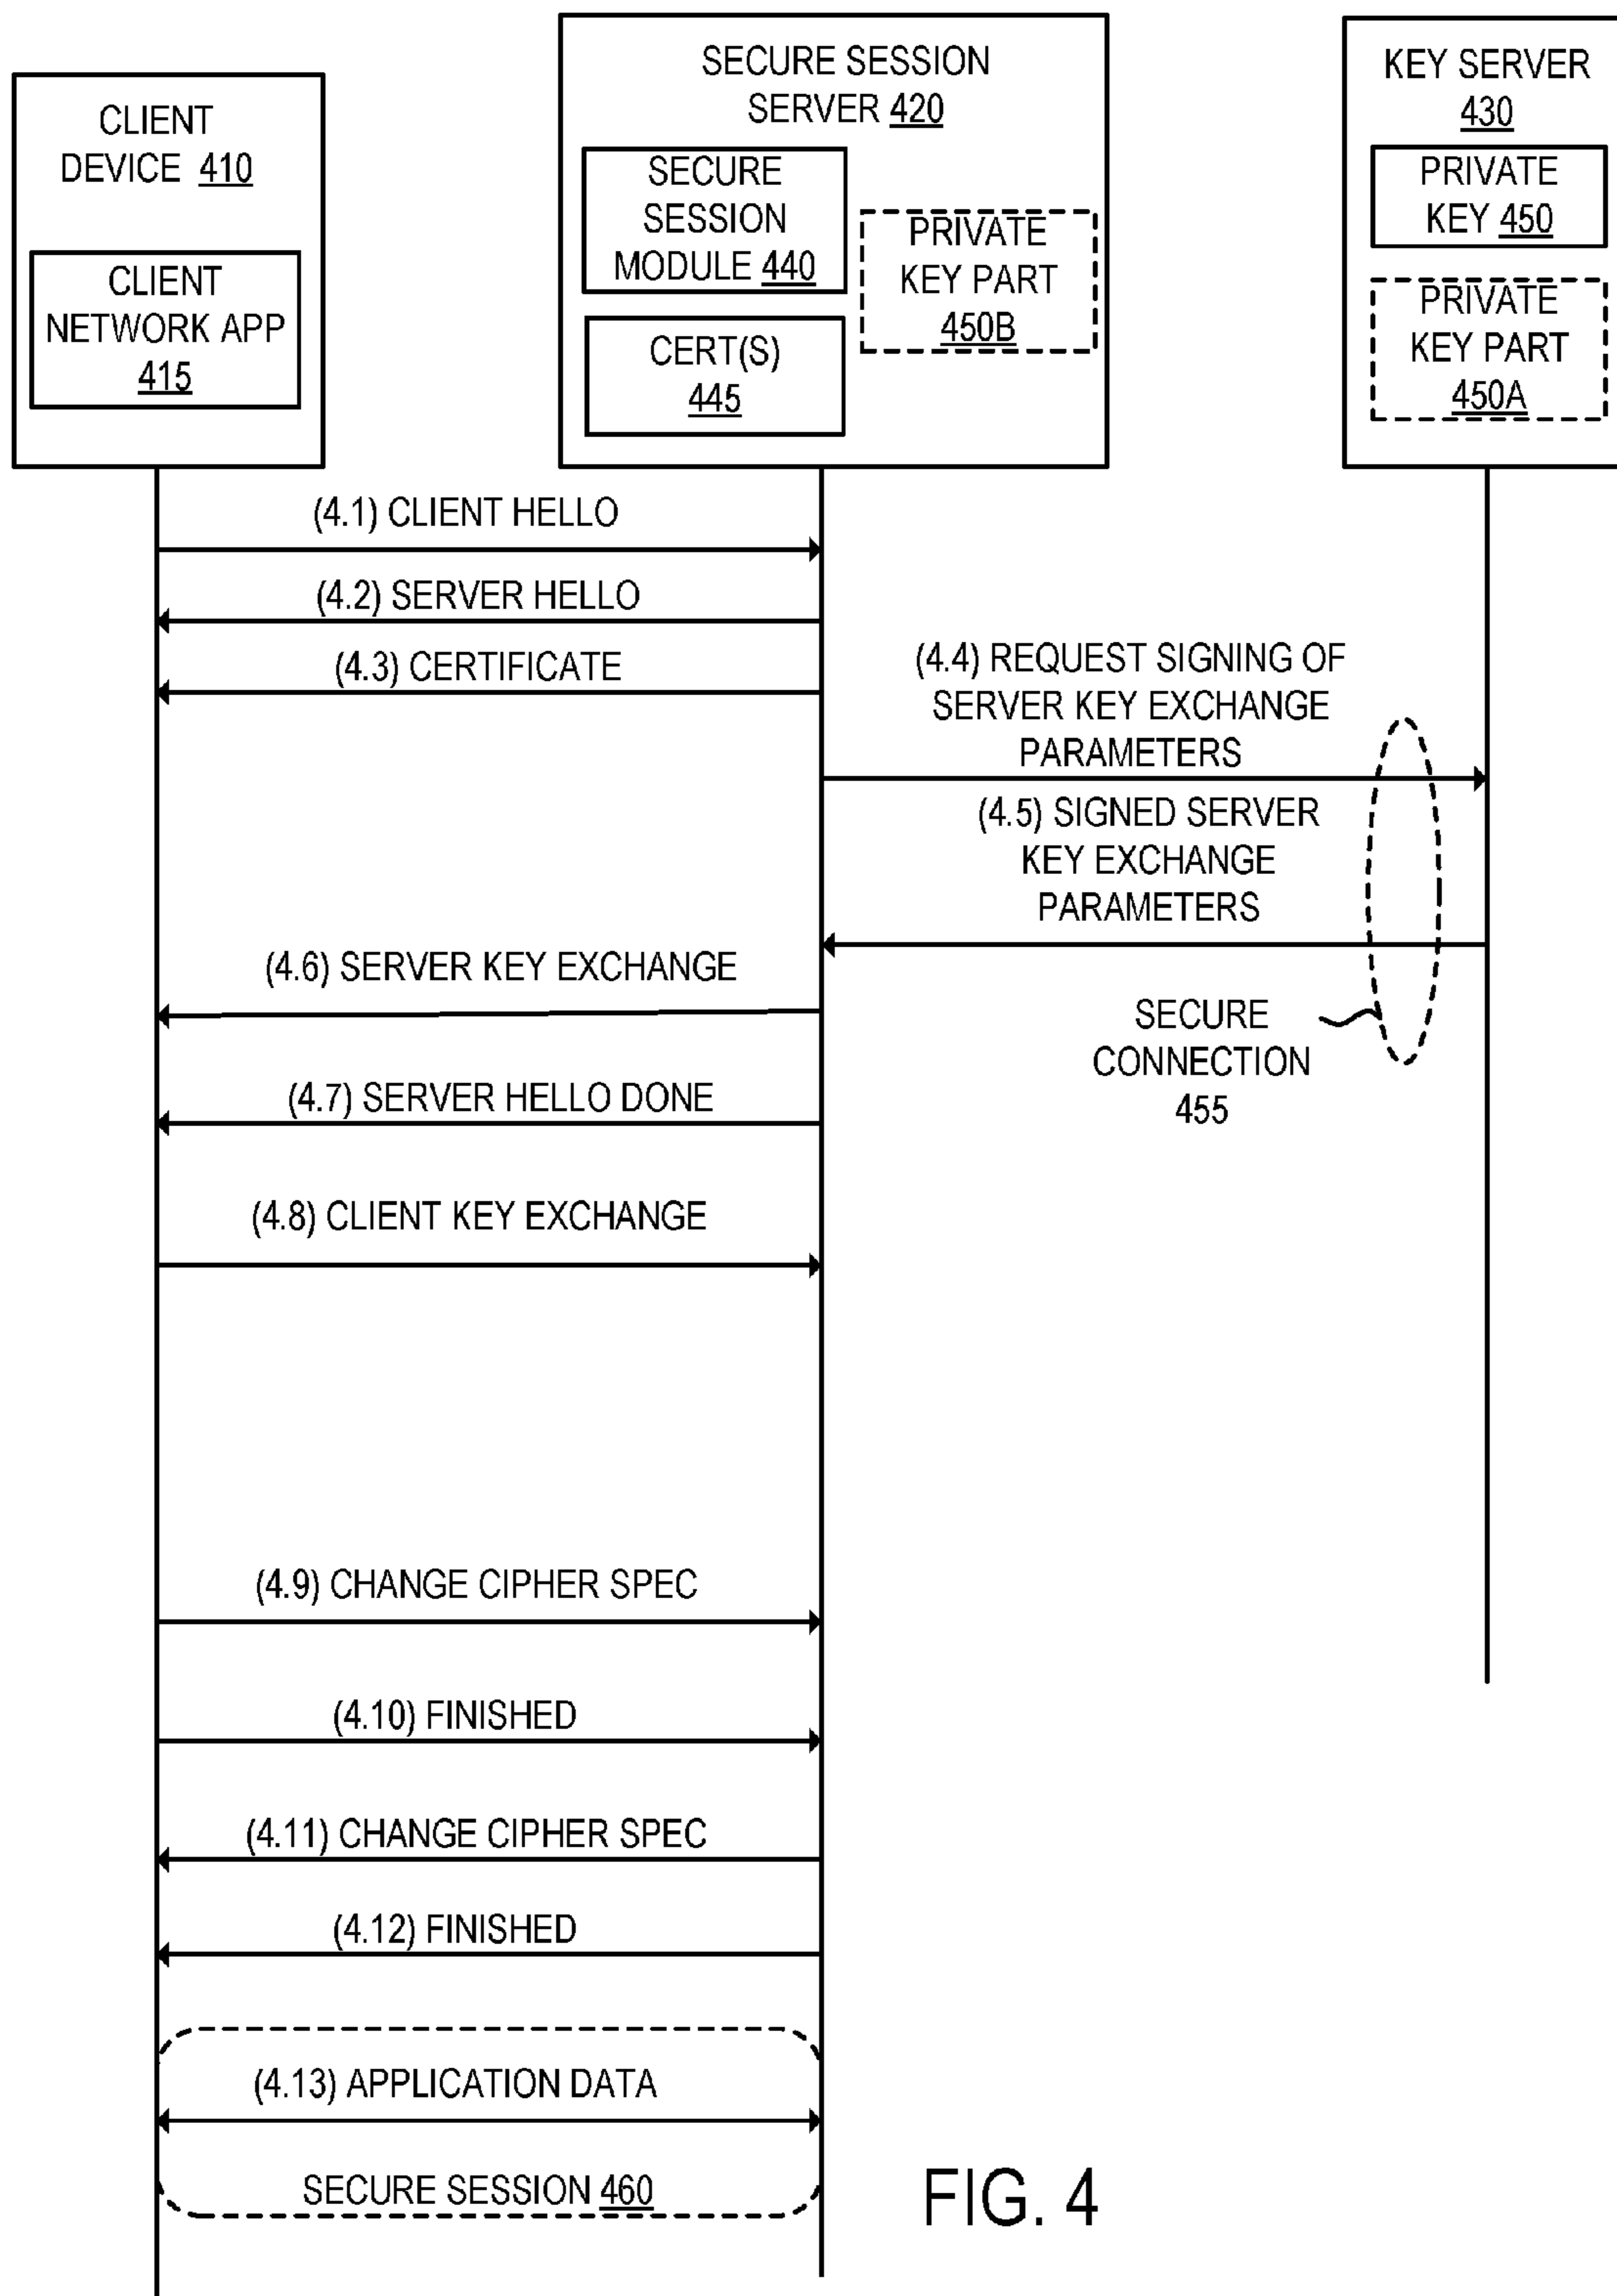 CLIENT
DEVICE 410
CLIENT
NETWORK APP
415
SECURE SESSION
SERVER 420
SECURE
SESSION
MODULE 440
CERT(S)
445
PRIVATE
KEY PART
450B
KEY SERVER
430
PRIVATE
KEY 450
PRIVATE
KEY PART
450A
(4.1) CLIENT HELLO
(4.2) SERVER HELLO
(4.3) CERTIFICATE
(4.4) REQUEST SIGNING OF
SERVER KEY EXCHANGE
PARAMETERS
(4.5) SIGNED SERVER
KEY EXCHANGE
PARAMETERS
(4.6) SERVER KEY EXCHANGE
SECURE
CONNECTION
455
(4.7) SERVER HELLO DONE
(4.8) CLIENT KEY EXCHANGE
(4.9) CHANGE CIPHER SPEC
(4.10) FINISHED
(4.11) CHANGE CIPHER SPEC
(4.12) FINISHED
(4.13) APPLICATION DATA
SECURE SESSION 460
FIG. 4